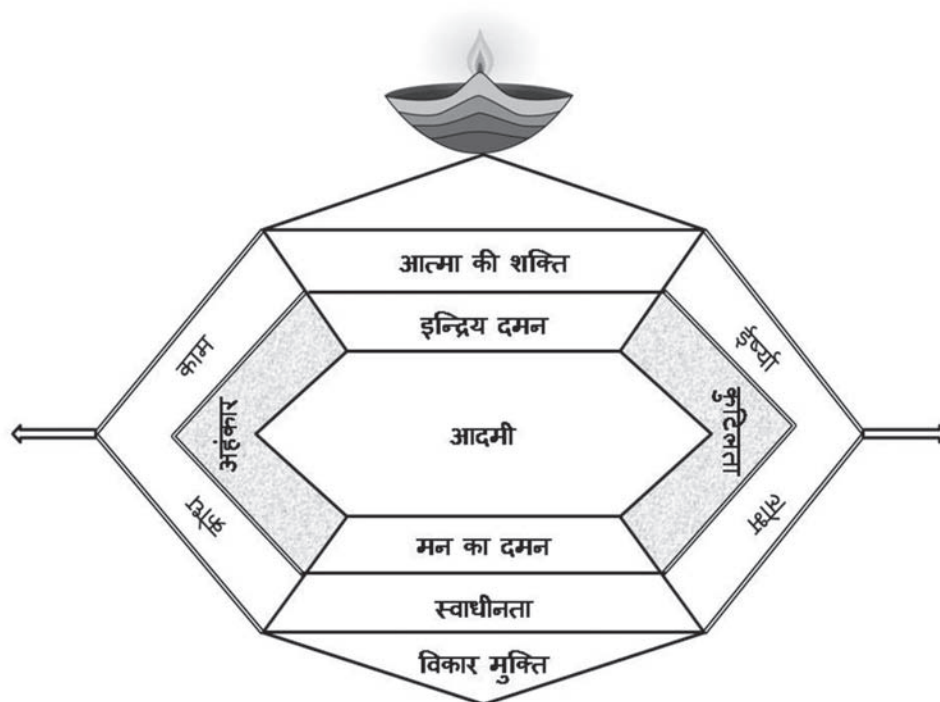 आत्मा की शक्ति
इन्द्रिय दमन
काम
ईर्ष्या
अहंकार
आदमी
कुटिलता
क्रोध
लोभ
मन का दमन
स्वाधीनता
विकार मुक्ति